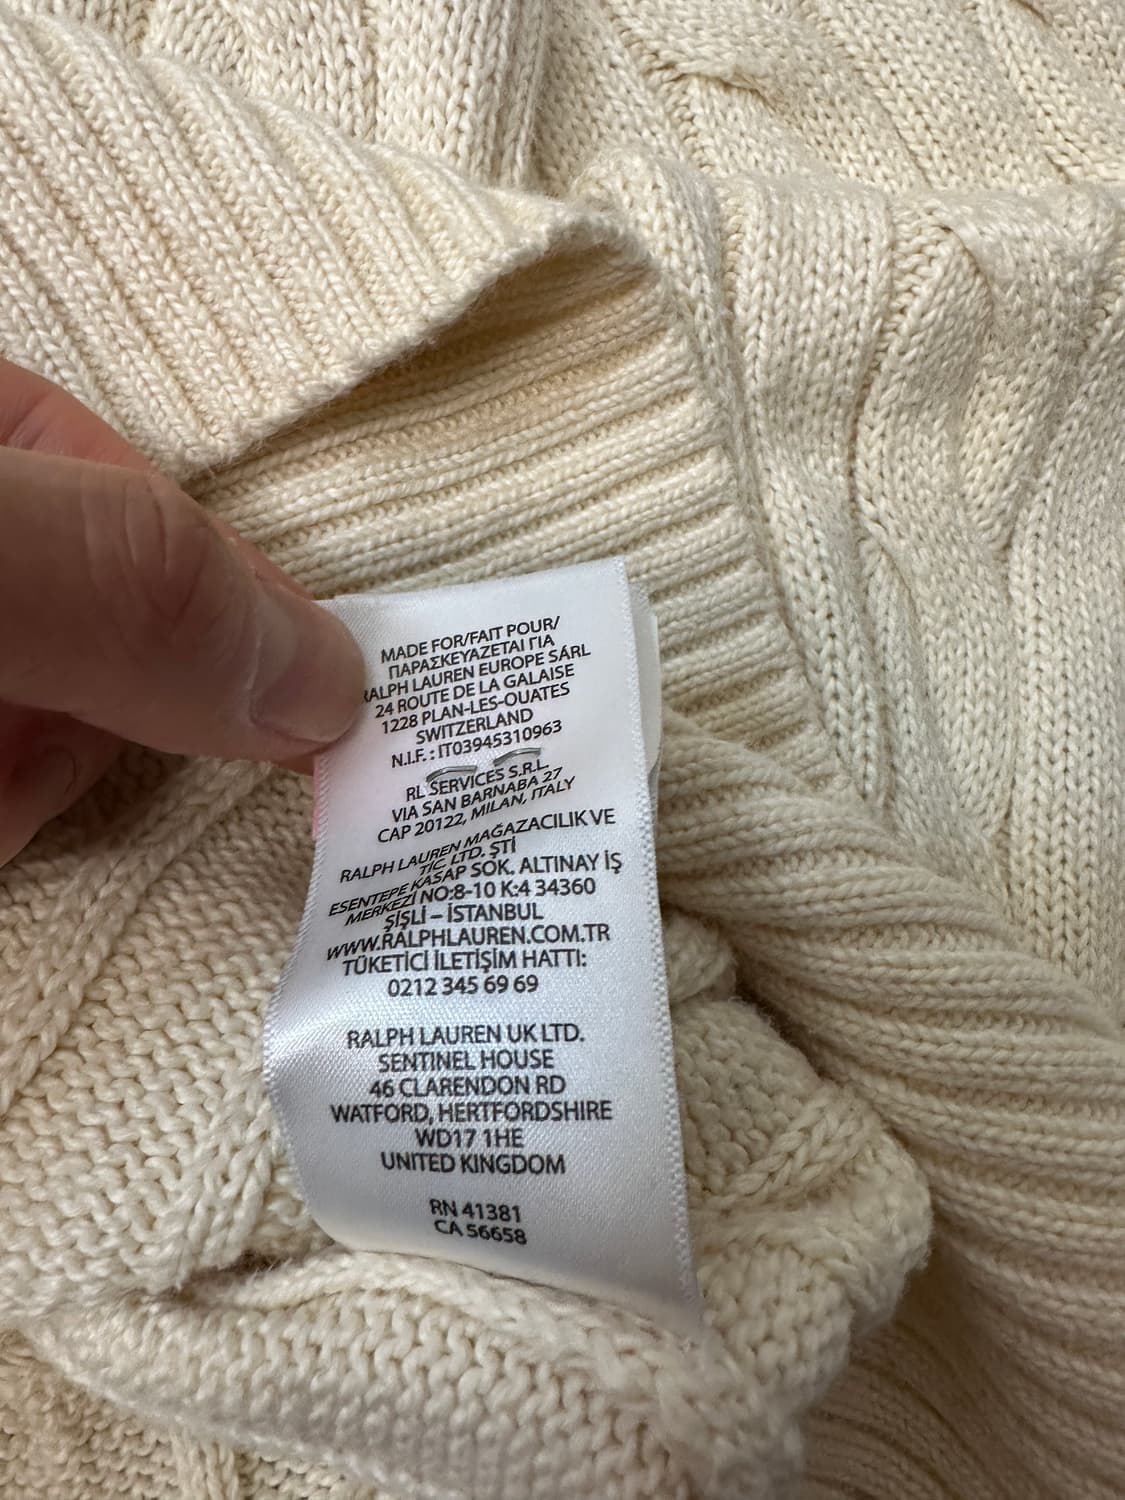 MADE FOR/FAIT POUR/
ΠΑΡΑΣΚΕΥΑΖΕΤΑΙ ΓΙΑ
RALPH LAUREN EUROPE SÀRL
24 ROUTE DE LA GALAISE
1228 PLAN-LES-OUATES
SWITZERLAND
N.I.F.: IT03945310963
RL SERVICES S.R.L.
VIA SAN BARNABA 27
CAP 20122, MILAN, ITALY
RALPH LAUREN MAĞAZACILIK VE
TİC. LTD. ŞTİ
ESENTEPE KASAP SOK. ALTINAY İŞ
MERKEZİ NO:8-10 K:4 34360
ŞİŞLİ – İSTANBUL
WWW.RALPHLAUREN.COM.TR
TÜKETİCİ İLETİŞİM HATTI:
0212 345 69 69
RALPH LAUREN UK LTD.
SENTINEL HOUSE
46 CLARENDON RD
WATFORD, HERTFORDSHIRE
WD17 1HE
UNITED KINGDOM
RN 41381
CA 56658